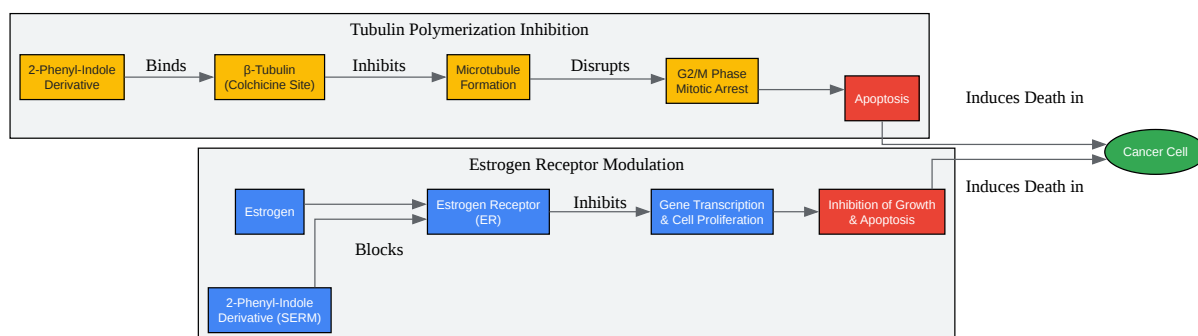 Tubulin Polymerization Inhibition
2-Phenyl-Indole
Derivative
Binds
β-Tubulin
(Colchicine Site)
Inhibits
Microtubule
Formation
Disrupts
G2/M Phase
Mitotic Arrest
Apoptosis
Induces Death in
Cancer Cell
Estrogen Receptor Modulation
Estrogen
Estrogen Receptor
(ER)
Inhibits
Gene Transcription
& Cell Proliferation
Inhibition of Growth
& Apoptosis
Induces Death in
Blocks
2-Phenyl-Indole
Derivative (SERM)